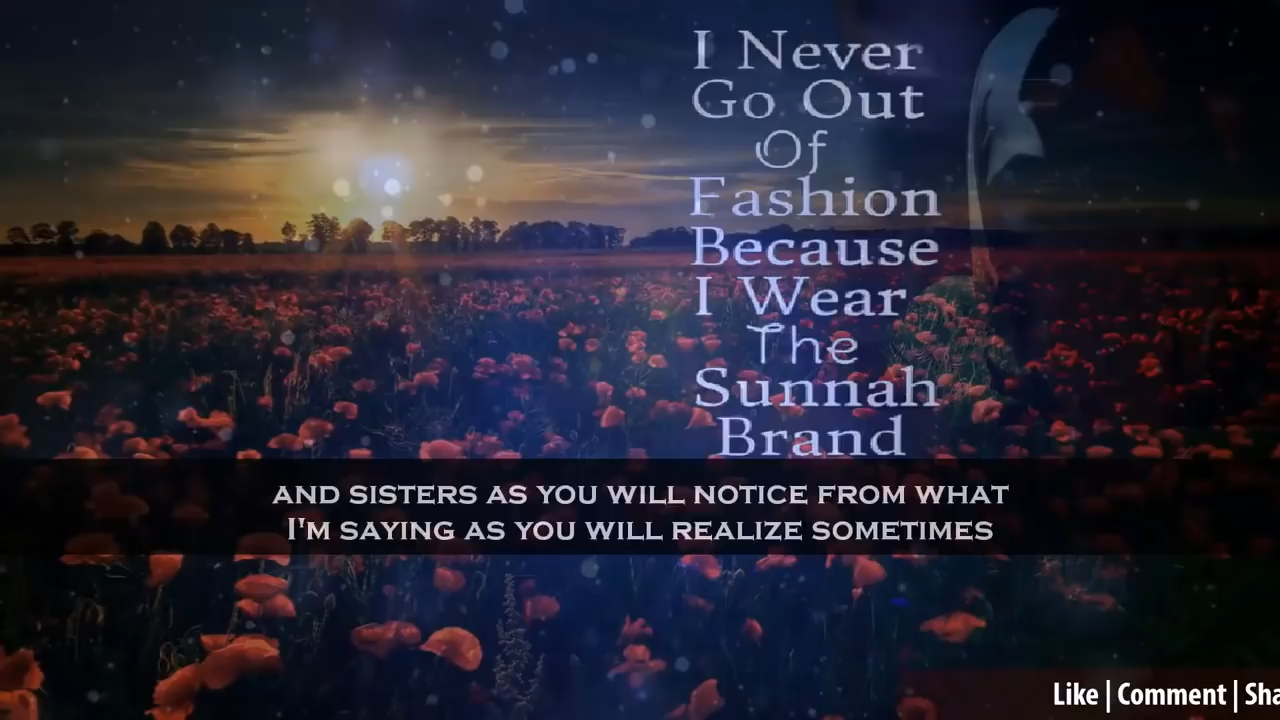 I Never
Go Out
Of
Fashion
Because
I Wear
The
Sunnah
Brand
AND SISTERS AS YOU WILL NOTICE FROM WHAT
I'M SAYING AS YOU WILL REALIZE SOMETIMES
Like | Comment | Sha